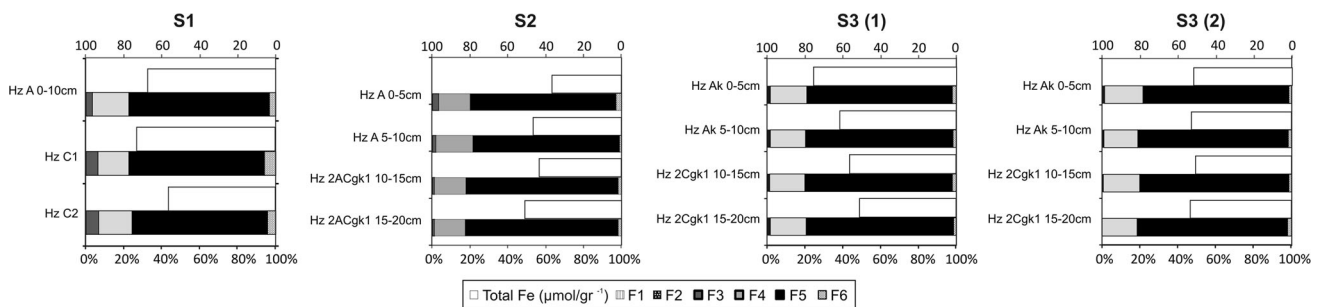 S1
100 80 60 40 20 0
Hz A 0-10cm
Hz C1
Hz C2
0% 20% 40% 60% 80% 100%
S2
100 80 60 40 20 0
Hz A 0-5cm
Hz A 5-10cm
Hz 2ACgk1 10-15cm
Hz 2ACgk1 15-20cm
0% 20% 40% 60% 80% 100%
S3 (1)
100 80 60 40 20 0
Hz Ak 0-5cm
Hz Ak 5-10cm
Hz 2Cgk1 10-15cm
Hz 2Cgk1 15-20cm
0% 20% 40% 60% 80% 100%
S3 (2)
100 80 60 40 20 0
Hz Ak 0-5cm
Hz Ak 5-10cm
Hz 2Cgk1 10-15cm
Hz 2Cgk1 15-20cm
0% 20% 40% 60% 80% 100%
Total Fe (μmol/gr ⁻¹) F1 F2 F3 F4 F5 F6